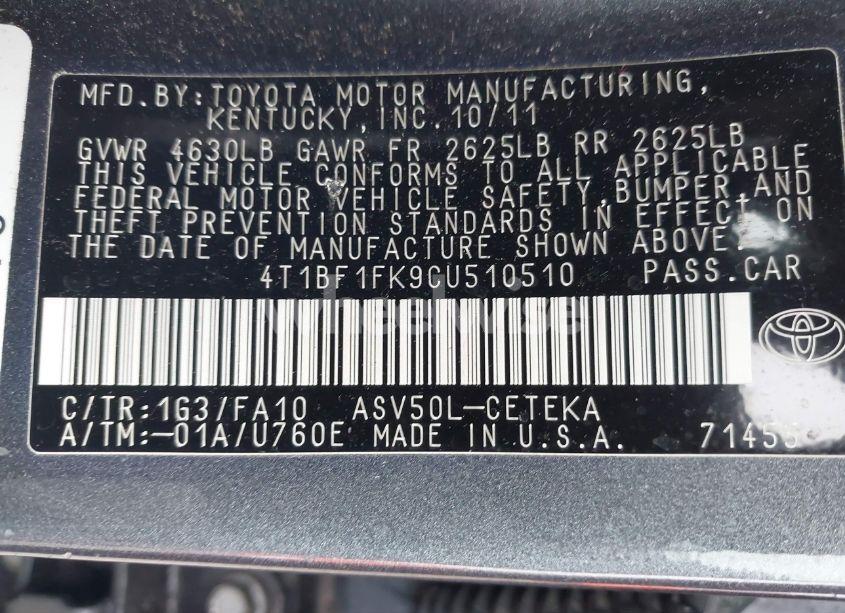 MFD.BY:TOYOTA MOTOR MANUFACTURING,
KENTUCKY,INC.10/11
GVWR 4630LB GAWR FR 2625LB RR 2625LB
THIS VEHICLE CONFORMS TO ALL APPLICABLE
FEDERAL MOTOR VEHICLE SAFETY,BUMPER,AND
THEFT PREVENTION STANDARDS IN EFFECT ON
THE DATE OF MANUFACTURE SHOWN ABOVE.
4T1BF1FK9CU510510 PASS.CAR
wheelwise
C/TR:1G3/FA10 ASV50L-CETEKA
A/TM:-01A/U760E MADE IN U.S.A.